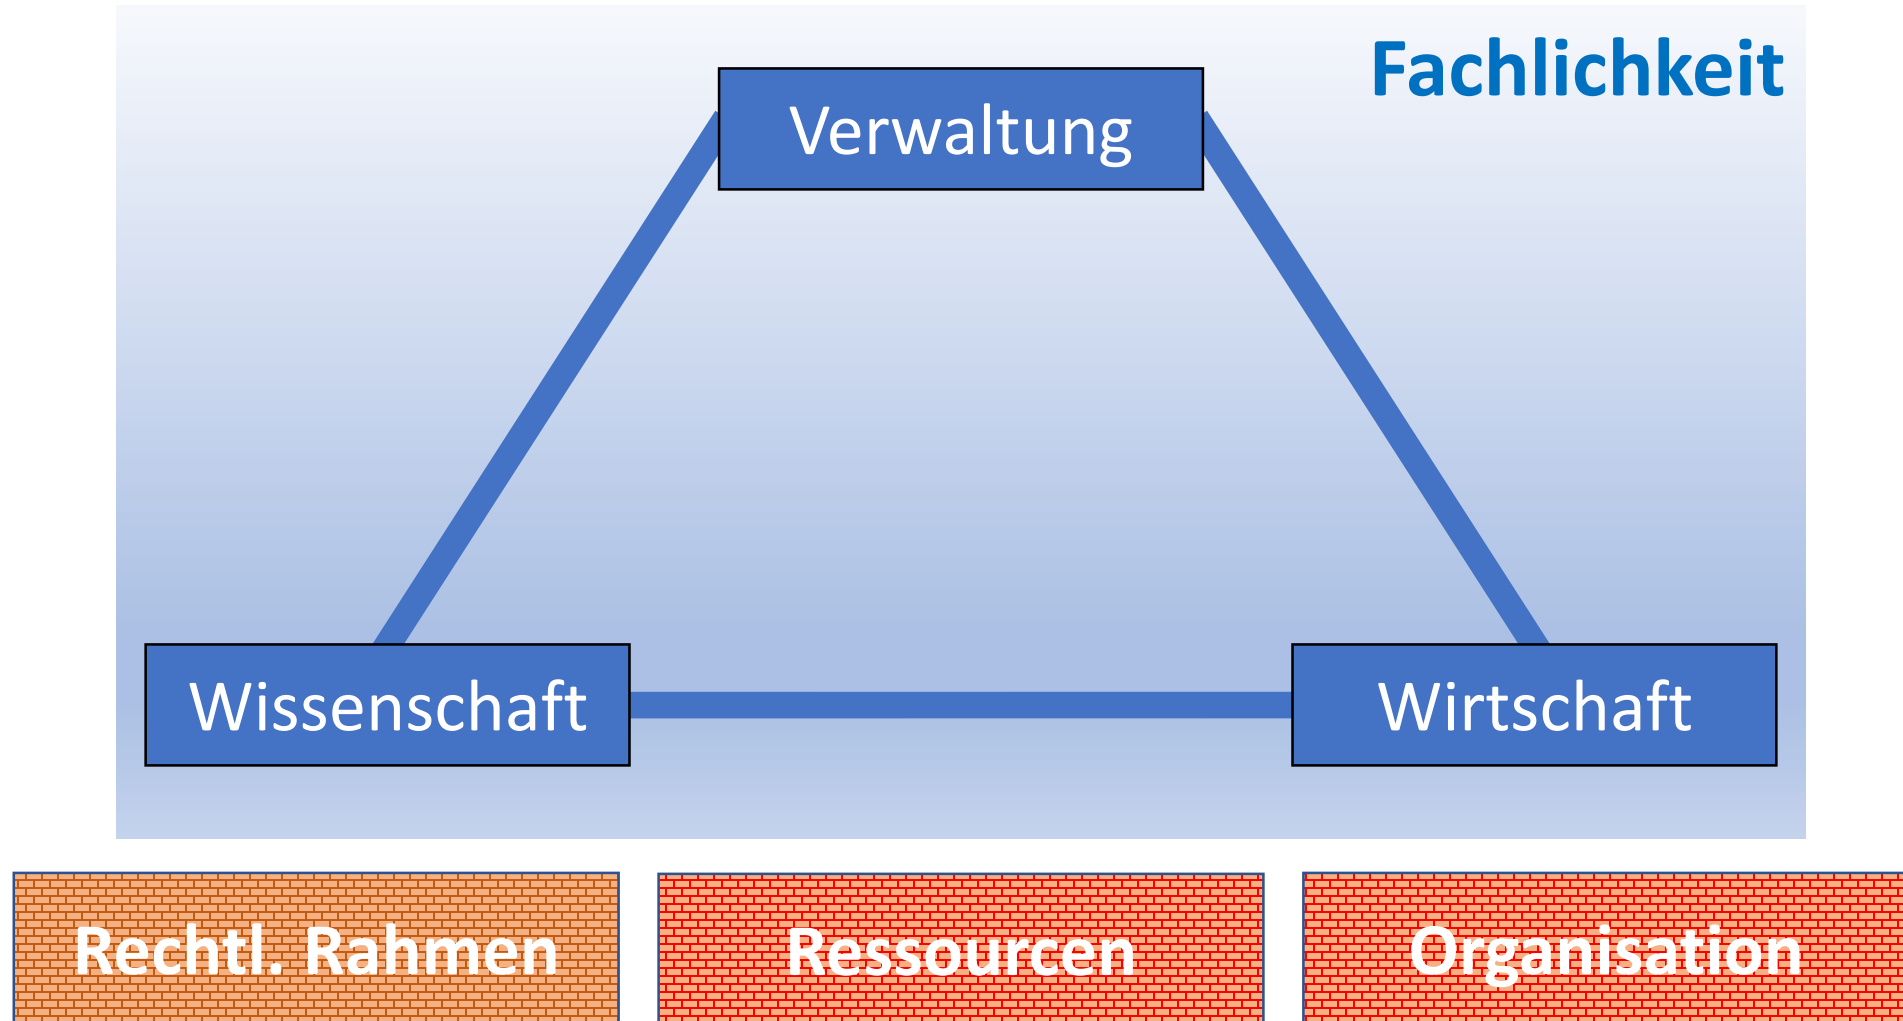 Fachlichkeit
Verwaltung
Wissenschaft
Wirtschaft
Rechtl. Rahmen
Ressourcen
Organisation